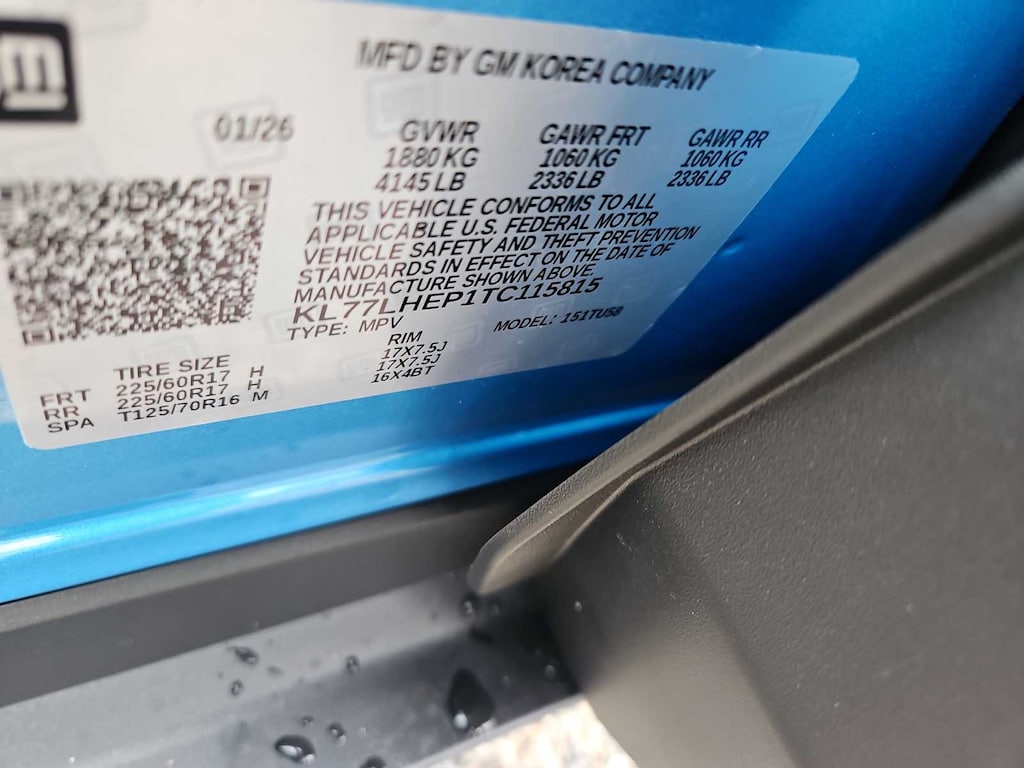 gm
MFD BY GM KOREA COMPANY
01/26 GVWR GAWR FRT GAWR RR
1880 KG 1060 KG 1060 KG
4145 LB 2336 LB 2336 LB
THIS VEHICLE CONFORMS TO ALL
APPLICABLE U.S. FEDERAL MOTOR
VEHICLE SAFETY AND THEFT PREVENTION
STANDARDS IN EFFECT ON THE DATE OF
MANUFACTURE SHOWN ABOVE.
KL77LHEP1TC115815
TYPE: MPV MODEL: 151TU58
TIRE SIZE RIM
FRT 225/60R17 H 17X7.5J
RR 225/60R17 H 17X7.5J
SPA T125/70R16 M 16X4BT